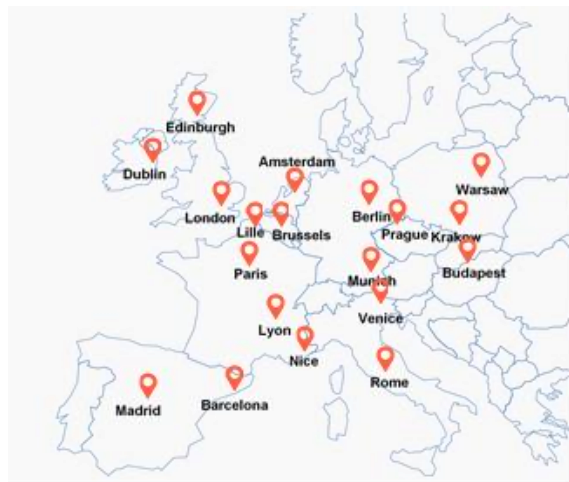 Edinburgh
Amsterdam
Dublin
Warsaw
London
Berlin
Lille
Brussels
Prague
Krakow
Paris
Munich
Budapest
Venice
Lyon
Nice
Rome
Madrid
Barcelona